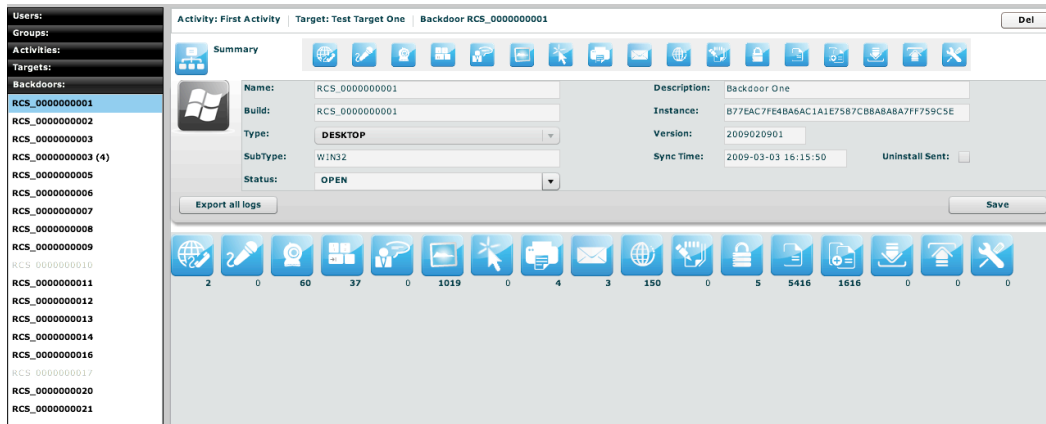 Users:
Groups:
Activities:
Targets:
Backdoors:
RCS_0000000001
RCS_0000000002
RCS_0000000003
RCS_0000000003 (4)
RCS_0000000005
RCS_0000000006
RCS_0000000007
RCS_0000000008
RCS_0000000009
RCS_0000000010
RCS_0000000011
RCS_0000000012
RCS_0000000013
RCS_0000000014
RCS_0000000016
RCS_0000000017
RCS_0000000020
RCS_0000000021
Activity: First Activity Target: Test Target One Backdoor RCS_0000000001 Del
Summary
Name: RCS_0000000001 Description: Backdoor One
Build: RCS_0000000001 Instance: B77EAC7FE4BA6AC1A1E7587CB8A8A8A7FF759C5E
Type: DESKTOP Version: 2009020901
SubType: WIN32 Sync Time: 2009-03-03 16:15:50 Uninstall Sent:
Status: OPEN
Export all logs Save
2 0 60 37 0 1019 0 4 3 150 0 5 5416 1616 0 0 0